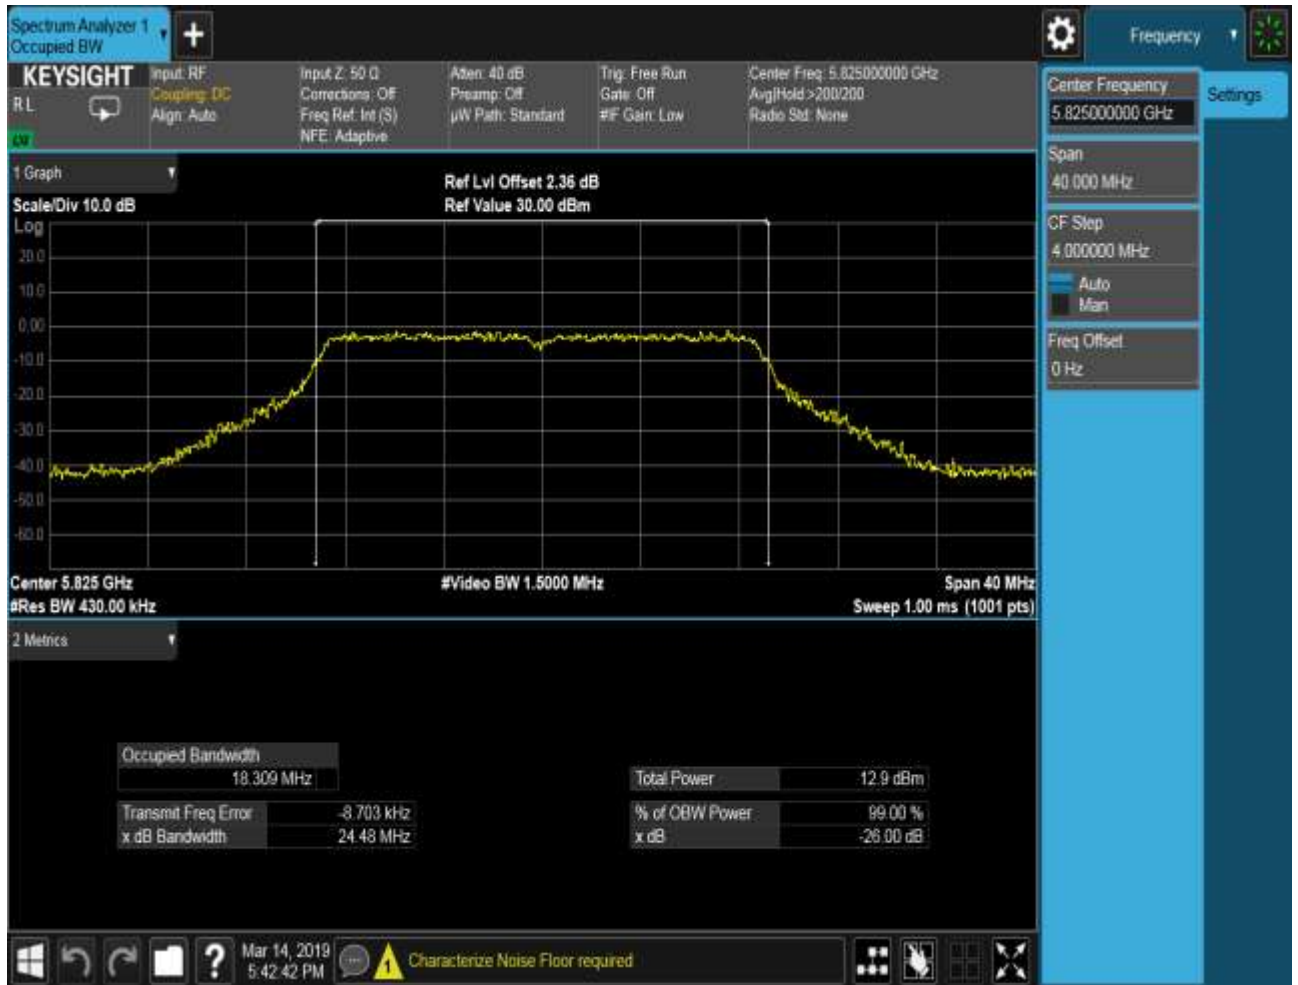 Spectrum Analyzer 1
Occupied BW
+
Frequency
KEYSIGHT
RL
Input: RF
Coupling: DC
Align: Auto
Input Z: 50 Ω
Corrections: Off
Freq Ref: Int (S)
NFE: Adaptive
Atten: 40 dB
Preamp: Off
µW Path: Standard
Trig: Free Run
Gate: Off
#IF Gain: Low
Center Freq: 5.825000000 GHz
Avg|Hold:>200/200
Radio Std: None
Center Frequency
5.825000000 GHz
Settings
Span
40.000 MHz
CF Step
4.000000 MHz
Auto
Man
Freq Offset
0 Hz
1 Graph
Scale/Div 10.0 dB
Ref Lvl Offset 2.36 dB
Ref Value 30.00 dBm
Log
20.0
10.0
0.00
-10.0
-20.0
-30.0
-40.0
-50.0
-60.0
Center 5.825 GHz
#Video BW 1.5000 MHz
Span 40 MHz
#Res BW 430.00 kHz
Sweep 1.00 ms (1001 pts)
2 Metrics
Occupied Bandwidth
18.309 MHz
Total Power 12.9 dBm
Transmit Freq Error -8.703 kHz
% of OBW Power 99.00 %
x dB Bandwidth 24.48 MHz
x dB -26.00 dB
?
Mar 14, 2019
5:42:42 PM
1
Characterize Noise Floor required